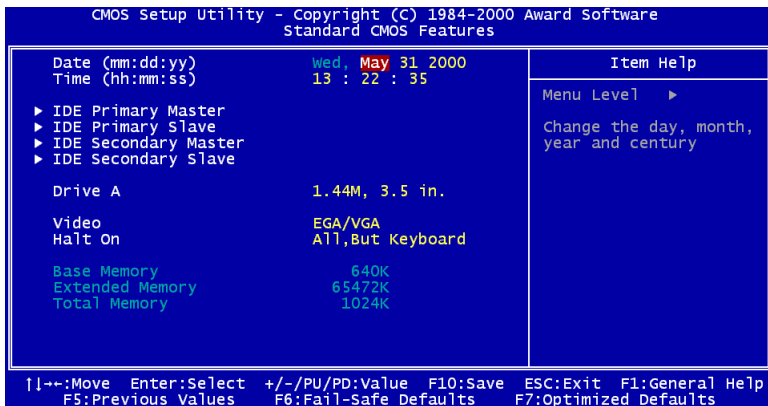 CMOS Setup Utility - Copyright (C) 1984-2000 Award Software
Standard CMOS Features
Date (mm:dd:yy) Wed, May 31 2000
Time (hh:mm:ss) 13 : 22 : 35
▶ IDE Primary Master
▶ IDE Primary Slave
▶ IDE Secondary Master
▶ IDE Secondary Slave
Drive A 1.44M, 3.5 in.
Video EGA/VGA
Halt On All,But Keyboard
Base Memory 640K
Extended Memory 65472K
Total Memory 1024K
Item Help
Menu Level ▶
Change the day, month,
year and century
↑↓→←:Move Enter:Select +/-/PU/PD:Value F10:Save ESC:Exit F1:General Help
F5:Previous Values F6:Fail-Safe Defaults F7:Optimized Defaults